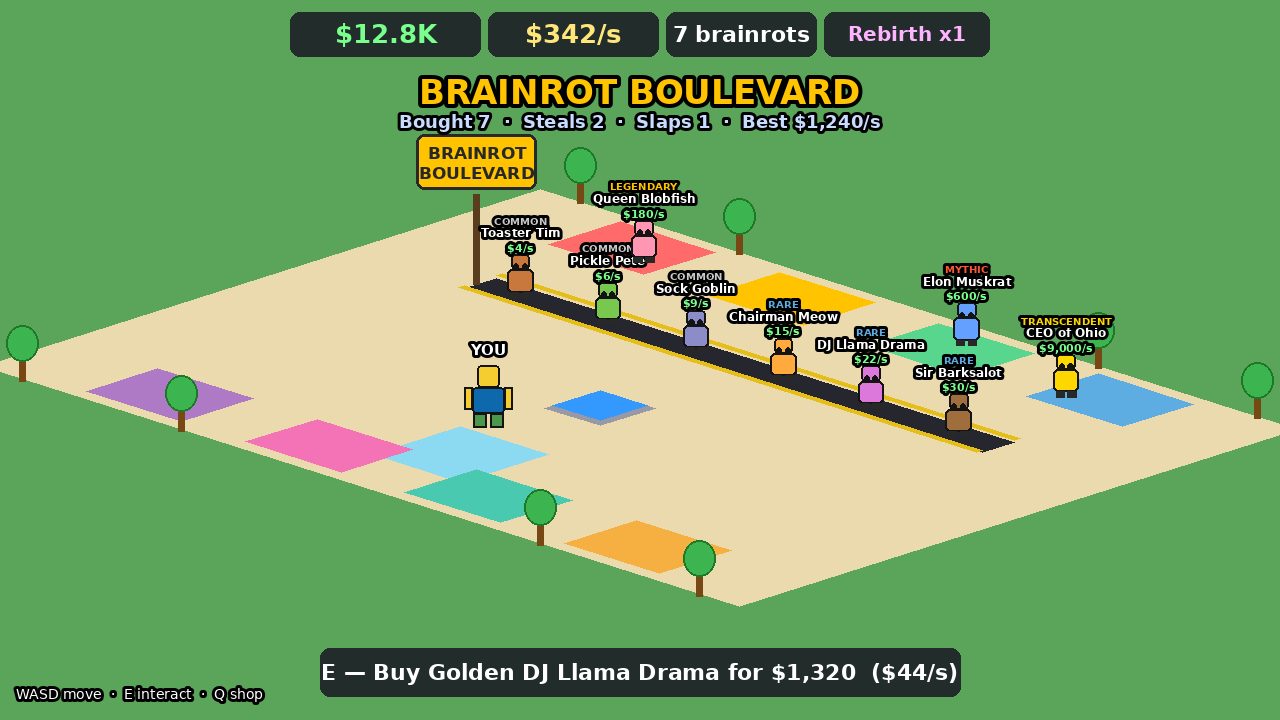 $12.8K
$342/s
7 brainrots
Rebirth x1
BRAINROT BOULEVARD
Bought 7 · Steals 2 · Slaps 1 · Best $1,240/s
BRAINROT
BOULEVARD
LEGENDARY
Queen Blobfish
$180/s
COMMON
Toaster Tim
$4/s
COMMON
Pickle Pete
$6/s
COMMON
Sock Goblin
$9/s
MYTHIC
Elon Muskrat
$600/s
RARE
Chairman Meow
$15/s
TRANSCENDENT
CEO of Ohio
$9,000/s
RARE
DJ Llama Drama
$22/s
RARE
Sir Barksalot
$30/s
YOU
E — Buy Golden DJ Llama Drama for $1,320 ($44/s)
WASD move · E interact · Q shop